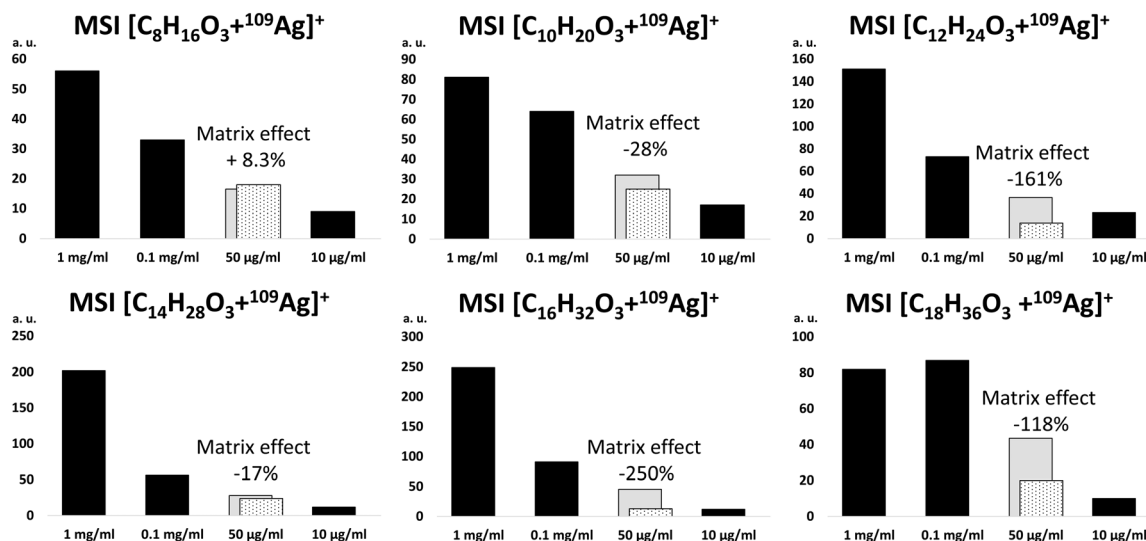 MSI [C₈H₁₆O₃+¹⁰⁹Ag]⁺
a. u.
60
50
40
30
20
10
0
Matrix effect
+ 8.3%
1 mg/ml 0.1 mg/ml 50 µg/ml 10 µg/ml
MSI [C₁₀H₂₀O₃+¹⁰⁹Ag]⁺
a. u.
90
80
70
60
50
40
30
20
10
0
Matrix effect
-28%
1 mg/ml 0.1 mg/ml 50 µg/ml 10 µg/ml
MSI [C₁₂H₂₄O₃+¹⁰⁹Ag]⁺
a. u.
160
140
120
100
80
60
40
20
0
Matrix effect
-161%
1 mg/ml 0.1 mg/ml 50 µg/ml 10 µg/ml
MSI [C₁₄H₂₈O₃+¹⁰⁹Ag]⁺
a. u.
250
200
150
100
50
0
Matrix effect
-17%
1 mg/ml 0.1 mg/ml 50 µg/ml 10 µg/ml
MSI [C₁₆H₃₂O₃+¹⁰⁹Ag]⁺
a. u.
300
250
200
150
100
50
0
Matrix effect
-250%
1 mg/ml 0.1 mg/ml 50 µg/ml 10 µg/ml
MSI [C₁₈H₃₆O₃ +¹⁰⁹Ag]⁺
a. u.
100
80
60
40
20
0
Matrix effect
-118%
1 mg/ml 0.1 mg/ml 50 µg/ml 10 µg/ml